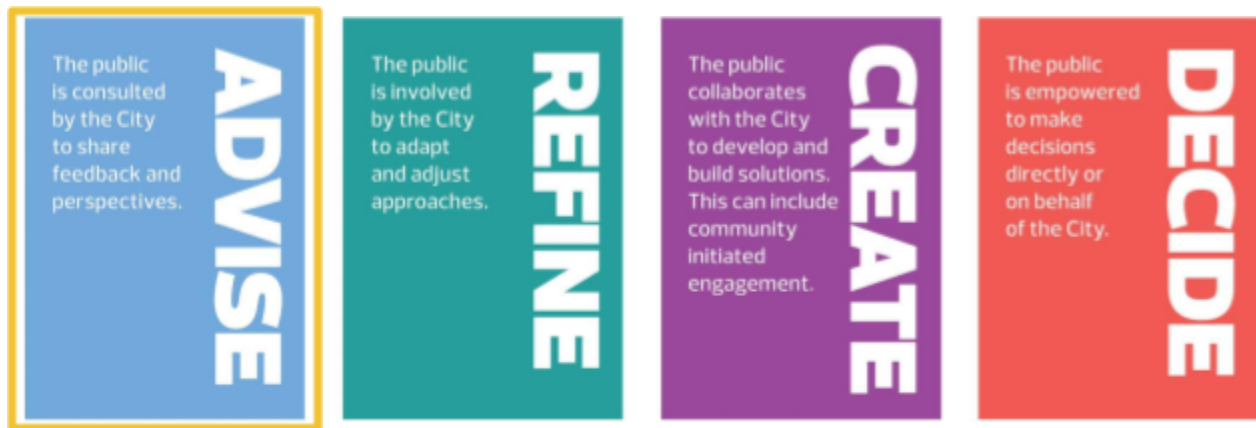 The public
is consulted
by the City
to share
feedback and
perspectives.
ADVISE
The public
is involved
by the City
to adapt
and adjust
approaches.
REFINE
The public
collaborates
with the City
to develop and
build solutions.
This can include
community
initiated
engagement.
CREATE
The public
is empowered
to make
decisions
directly or
on behalf
of the City.
DECIDE